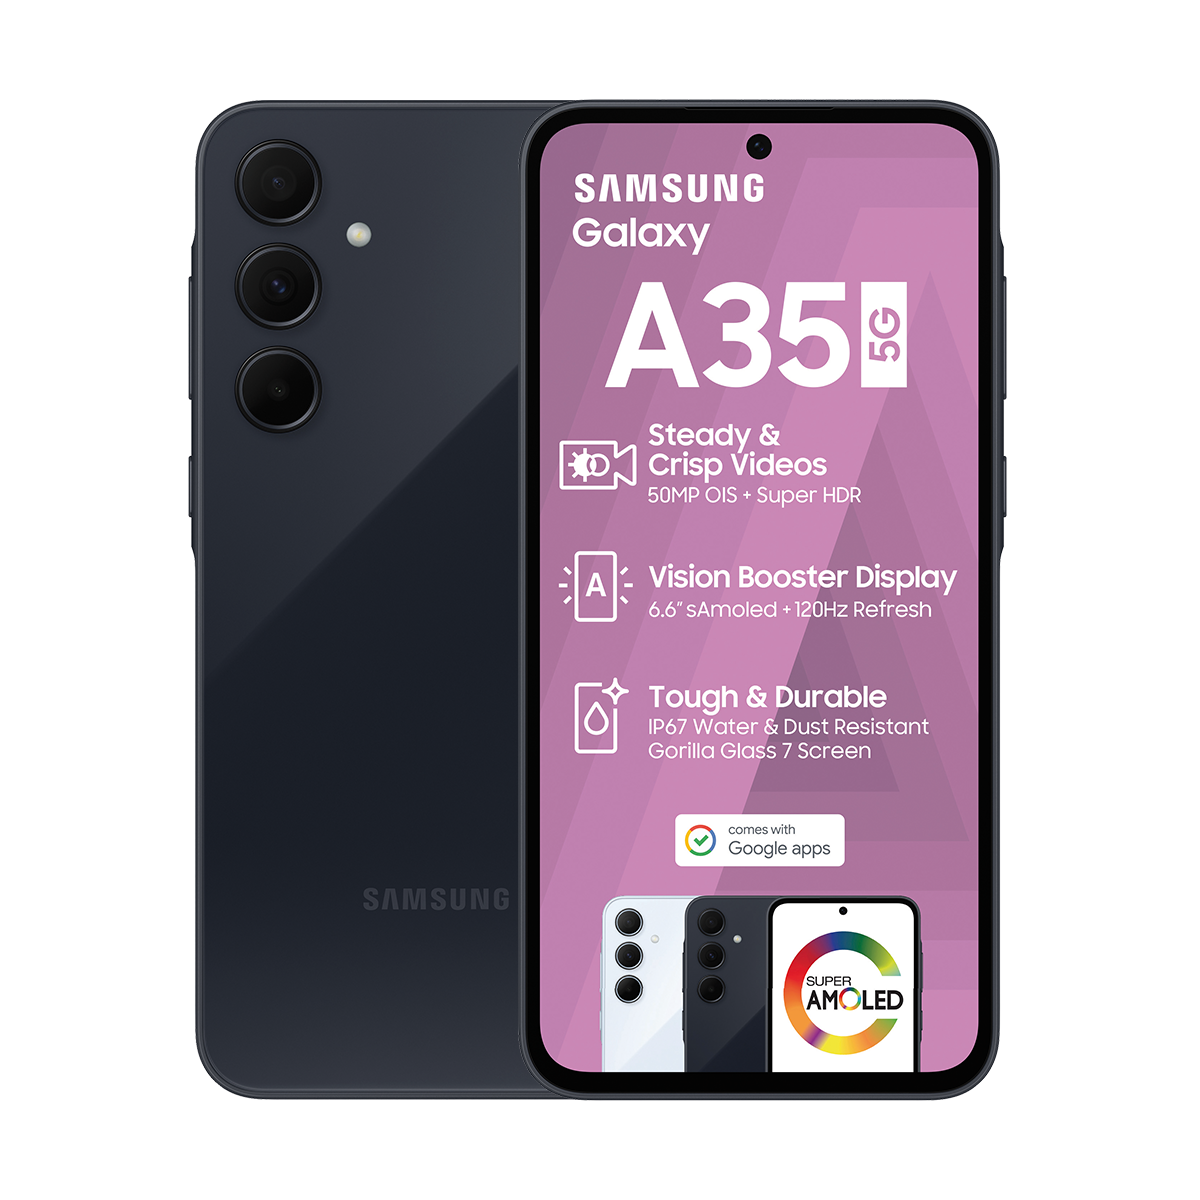 SAMSUNG
Galaxy
A35 5G
Steady &
Crisp Videos
50MP OIS + Super HDR
A
Vision Booster Display
6.6" sAmoled +120Hz Refresh
Tough & Durable
IP67 Water & Dust Resistant
Gorilla Glass 7 Screen
comes with
Google apps
SAMSUNG
SUPER
AMOLED